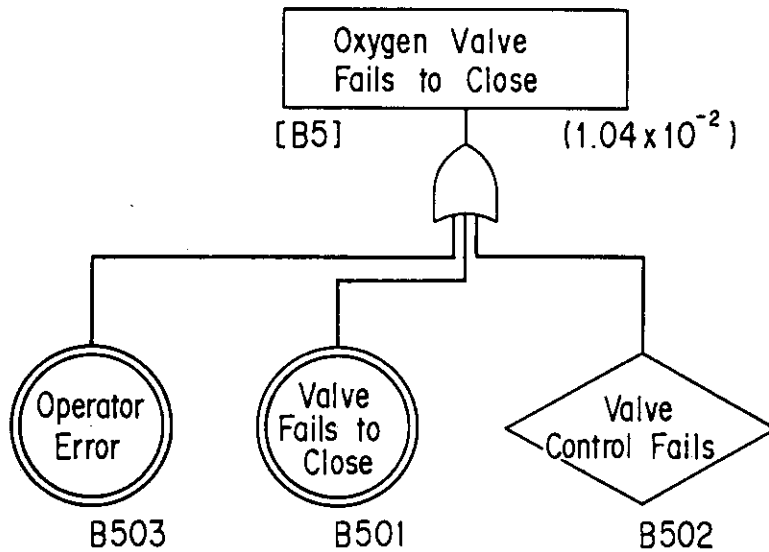 Oxygen Valve
Fails to Close
[B5] (1.04 x 10⁻²)
Operator
Error
Valve
Fails to
Close
Valve
Control Fails
B503 B501 B502